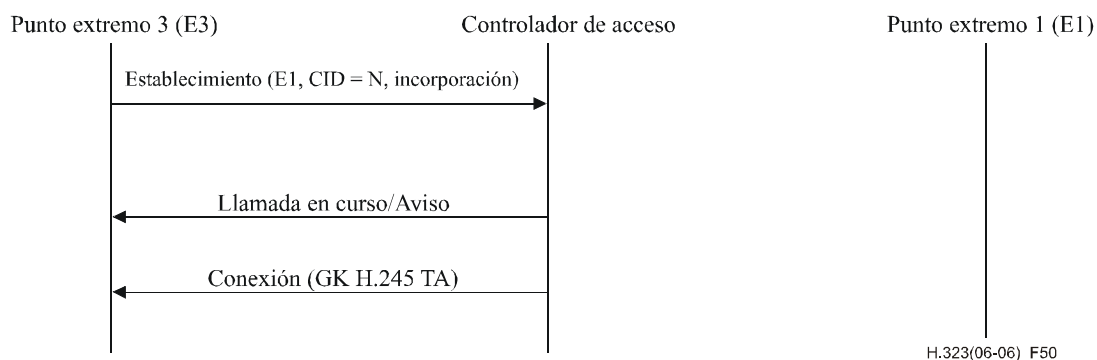 Punto extremo 3 (E3)
Controlador de acceso
Punto extremo 1 (E1)
Establecimiento (E1, CID = N, incorporación)
Llamada en curso/Aviso
Conexión (GK H.245 TA)
H.323(06-06)_F50